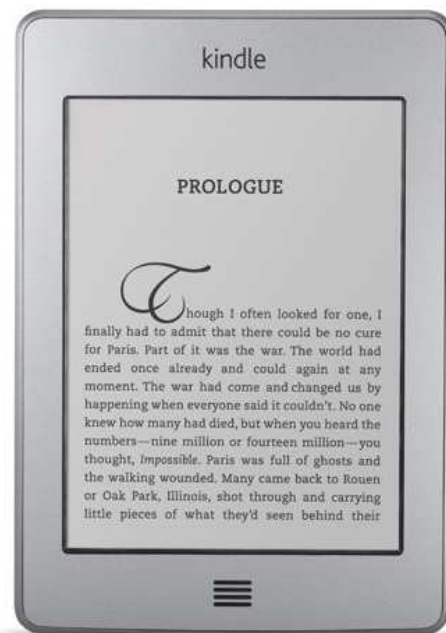 kindle
PROLOGUE
Though I often looked for one, I
finally had to admit that there could be no cure
for Paris. Part of it was the war. The world had
ended once already and could again at any
moment. The war had come and changed us by
happening when everyone said it couldn't. No one
knew how many had died, but when you heard the
numbers—nine million or fourteen million—you
thought, Impossible. Paris was full of ghosts and
the walking wounded. Many came back to Rouen
or Oak Park, Illinois, shot through and carrying
little pieces of what they'd seen behind their